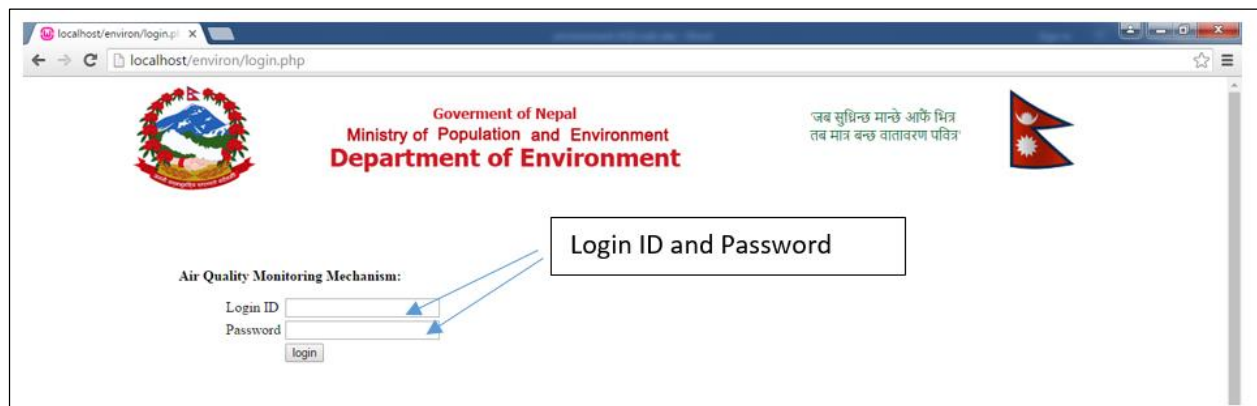 localhost/environ/login.p
localhost/environ/login.php
Goverment of Nepal
Ministry of Population and Environment
Department of Environment
'जब सुध्रिन्छ मान्छे आफैं भित्र
तब मात्र बन्छ वातावरण पवित्र'
Login ID and Password
Air Quality Monitoring Mechanism:
Login ID
Password
login